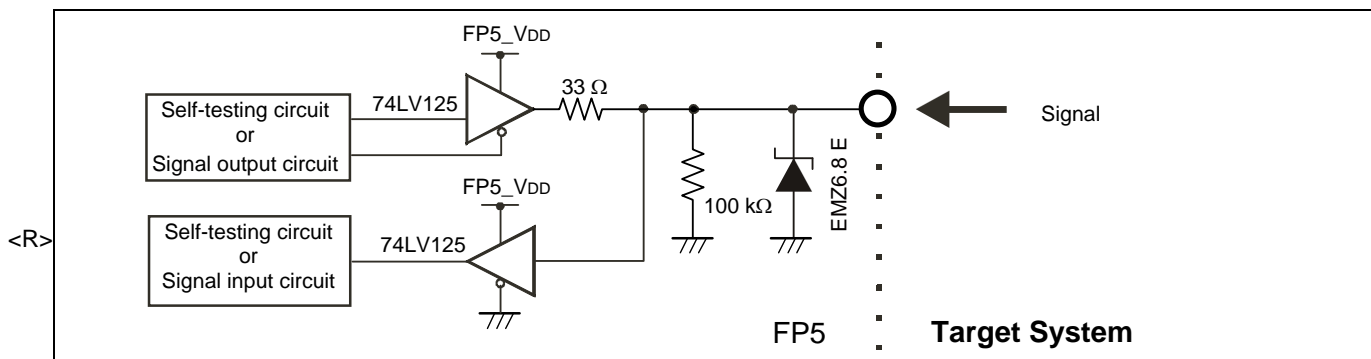 FP5_VDD
33 Ω
Self-testing circuit
or
Signal output circuit
74LV125
Signal
EMZ6.8 E
FP5_VDD
100 kΩ
<R>
Self-testing circuit
or
Signal input circuit
74LV125
FP5
Target System